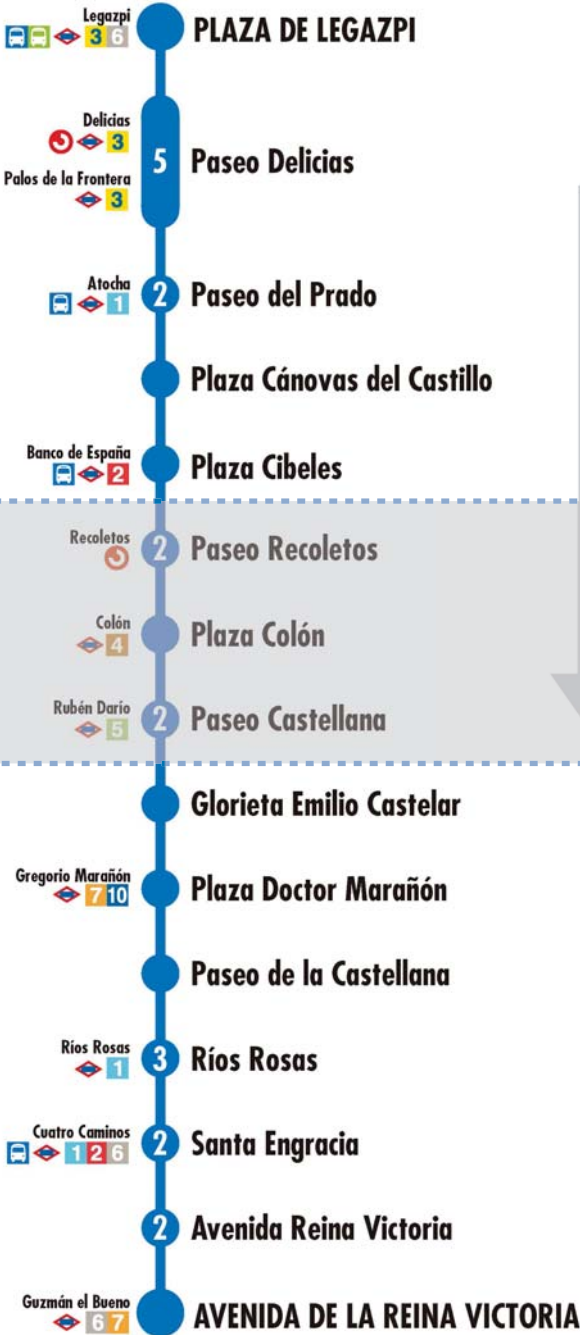 Legazpi
3 6
PLAZA DE LEGAZPI
Delicias
3
Palos de la Frontera
3
5
Paseo Delicias
Atocha
1
2
Paseo del Prado
Plaza Cánovas del Castillo
Banco de España
2
Plaza Cibeles
Recoletos
2
Paseo Recoletos
Colón
4
Plaza Colón
Rubén Darío
5
2
Paseo Castellana
Glorieta Emilio Castelar
Gregorio Marañón
7 10
Plaza Doctor Marañón
Paseo de la Castellana
Ríos Rosas
1
3
Ríos Rosas
Cuatro Caminos
1 2 6
2
Santa Engracia
2
Avenida Reina Victoria
Guzmán el Bueno
6 7
AVENIDA DE LA REINA VICTORIA